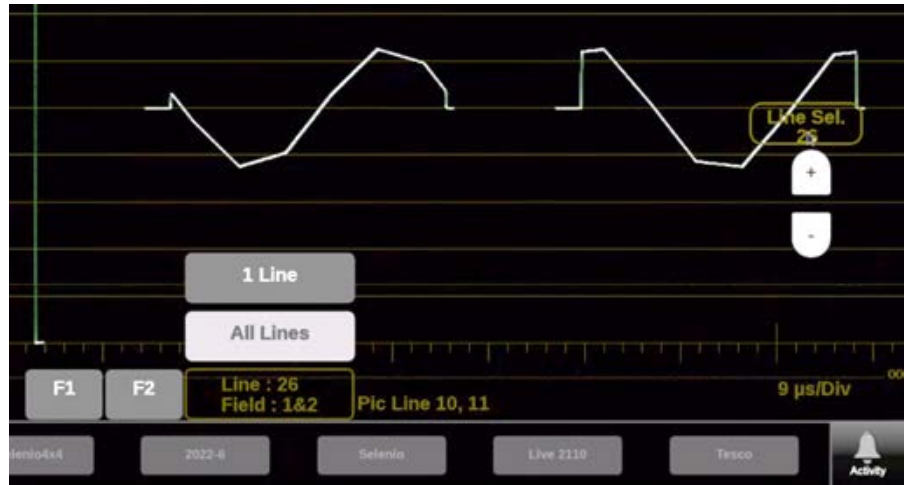 Line Sel.
26
+
-
1 Line
All Lines
F1
F2
Line : 26
Field : 1&2
Pic Line 10, 11
9 µs/Div
elenio4x4
2022-6
Selenio
Live 2110
Tesco
Activity